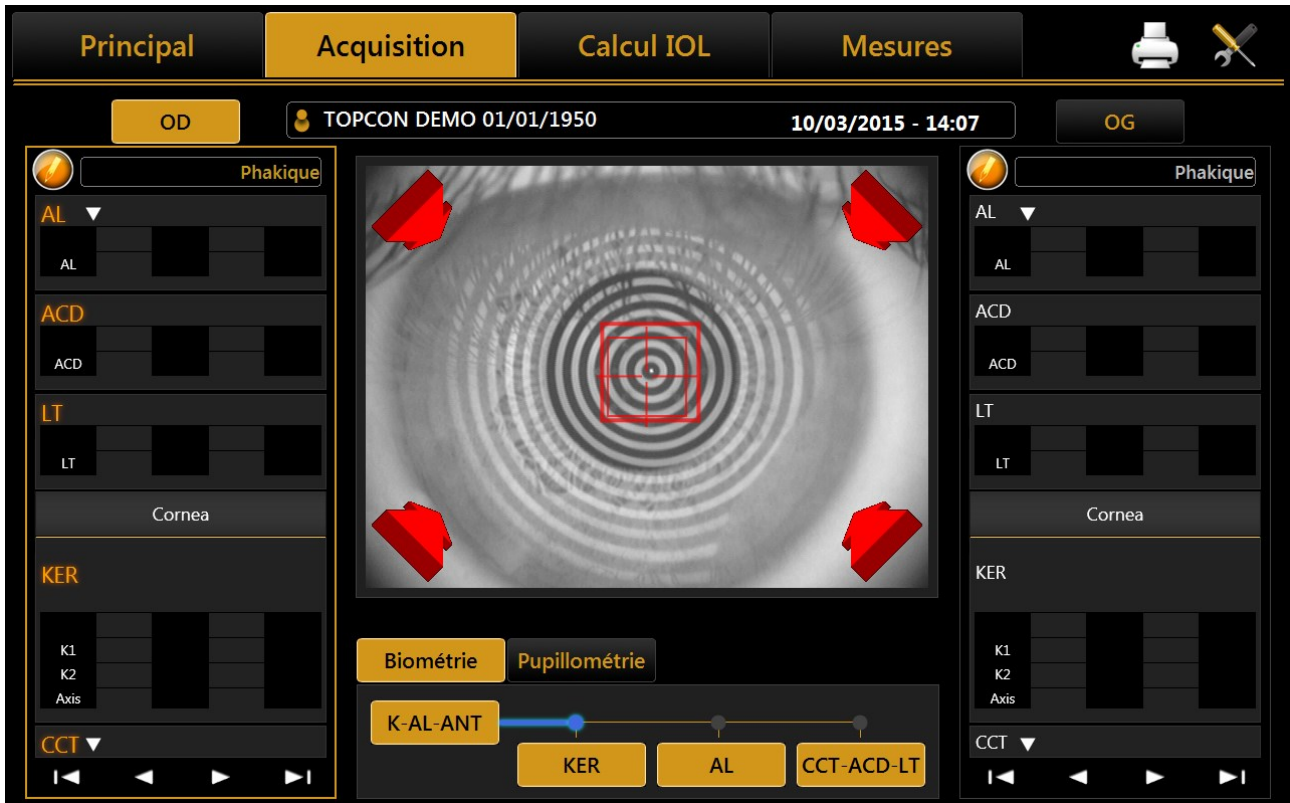 Principal
Acquisition
Calcul IOL
Mesures
OD
TOPCON DEMO 01/01/1950
10/03/2015 - 14:07
OG
Phakique
AL
AL
ACD
ACD
LT
LT
Cornea
KER
K1
K2
Axis
CCT
Biométrie
Pupillométrie
K-AL-ANT
KER
AL
CCT-ACD-LT
Phakique
AL
AL
ACD
ACD
LT
LT
Cornea
KER
K1
K2
Axis
CCT